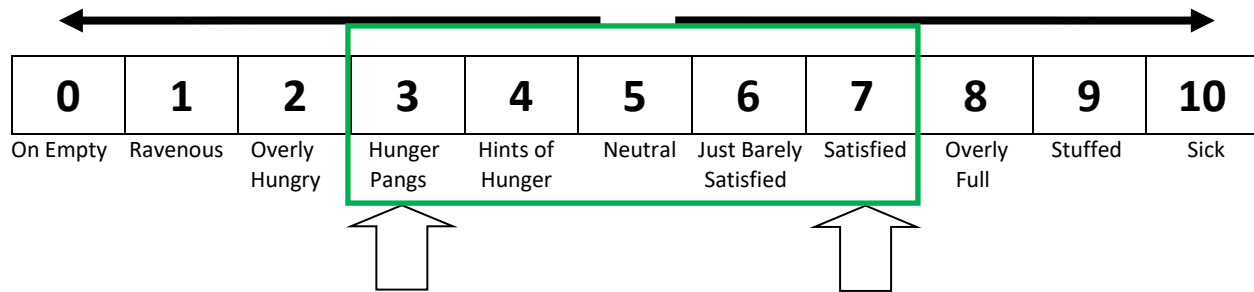 0 1 2 3 4 5 6 7 8 9 10
On Empty Ravenous Overly Hunger Hints of Neutral Just Barely Satisfied Overly Stuffed Sick
Hungry Pangs Hunger Satisfied Full